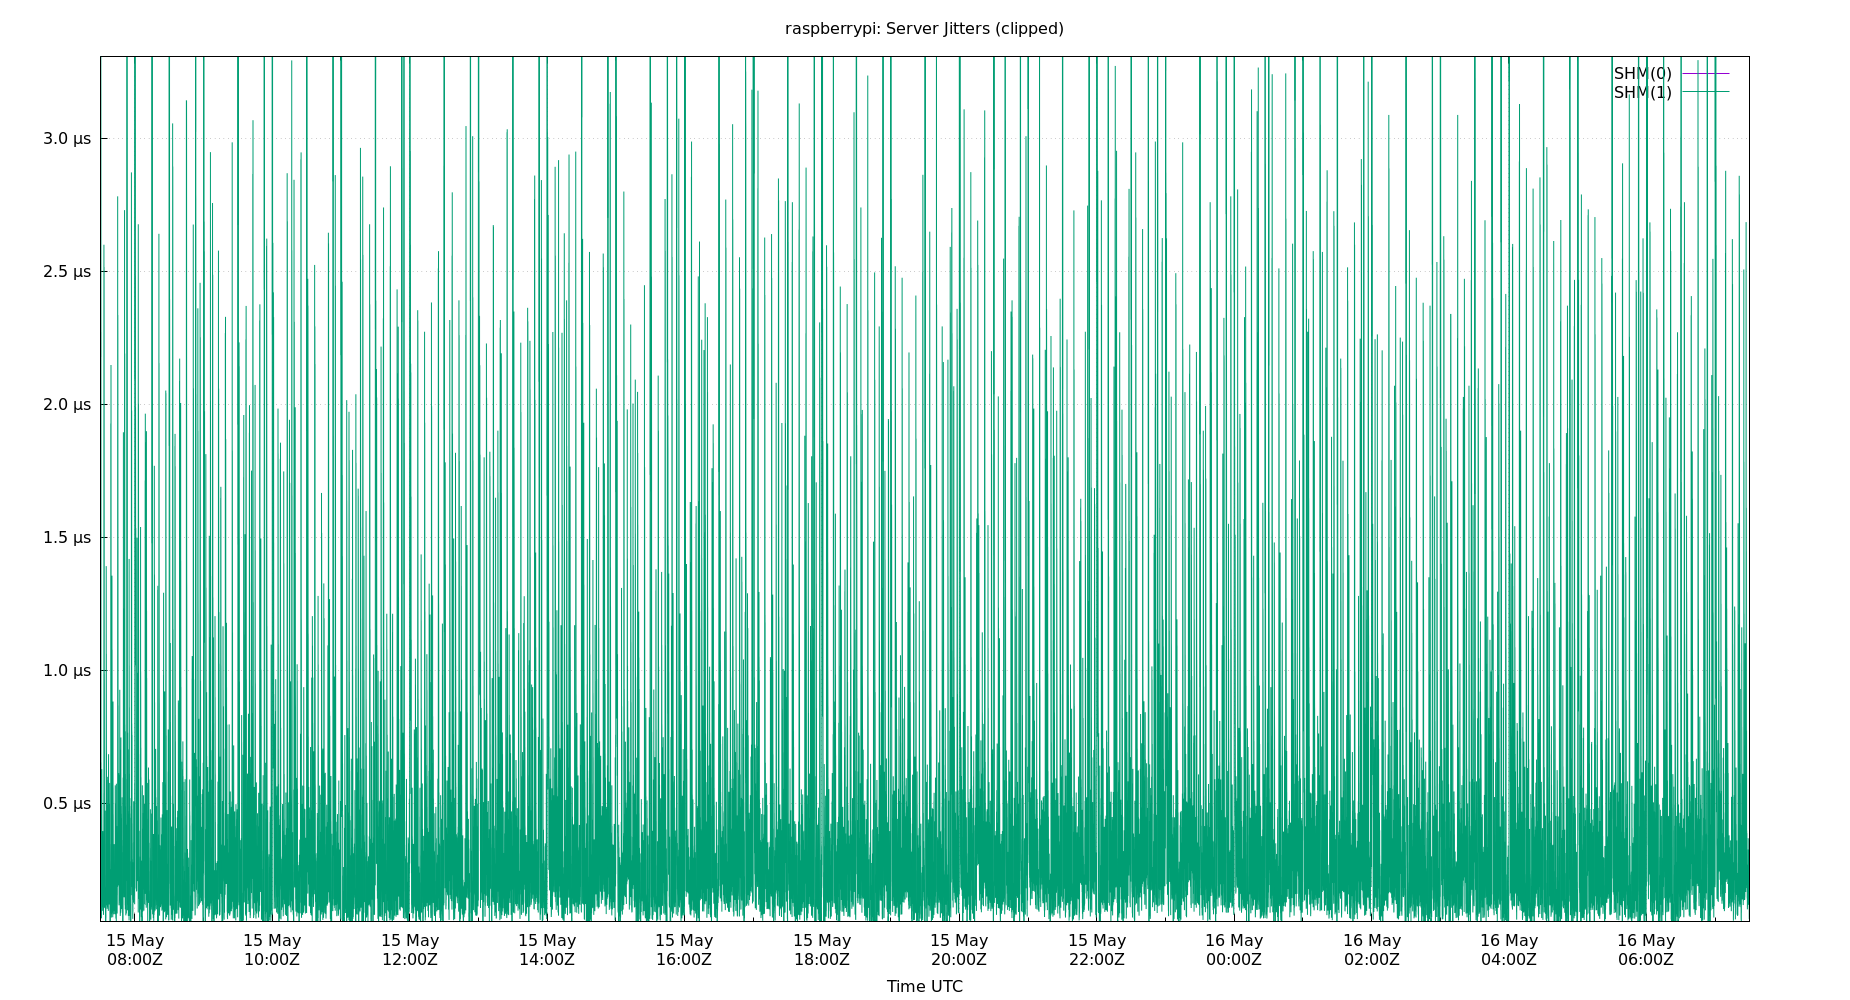 raspberrypi: Server Jitters (clipped)
SHM(0)
SHM(1)
3.0 µs
2.5 µs
2.0 µs
1.5 µs
1.0 µs
0.5 µs
15 May 15 May 15 May 15 May 15 May 15 May 15 May 15 May 16 May 16 May 16 May 16 May
08:00Z 10:00Z 12:00Z 14:00Z 16:00Z 18:00Z 20:00Z 22:00Z 00:00Z 02:00Z 04:00Z 06:00Z
Time UTC